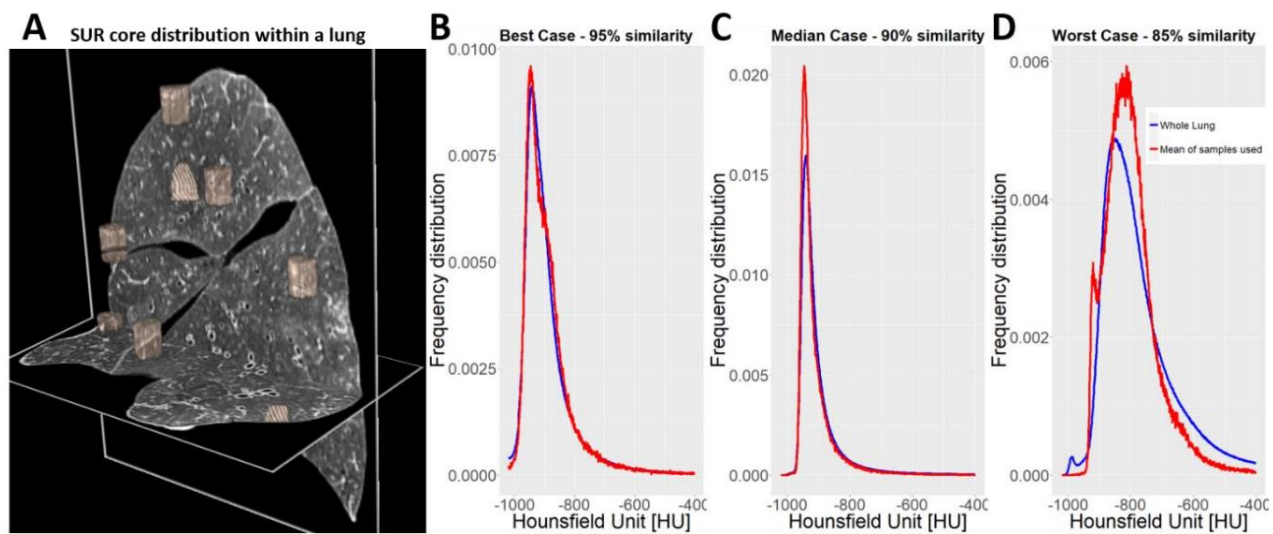 A SUR core distribution within a lung
B Best Case - 95% similarity
0.0100
0.0075
0.0050
0.0025
0.0000
Frequency distribution
-1000 -800 -600 -400
Hounsfield Unit [HU]
C Median Case - 90% similarity
0.020
0.015
0.010
0.005
0.000
Frequency distribution
-1000 -800 -600 -400
Hounsfield Unit [HU]
D Worst Case - 85% similarity
0.006
0.004
0.002
0.000
Frequency distribution
Whole Lung
Mean of samples used
-1000 -800 -600 -400
Hounsfield Unit [HU]